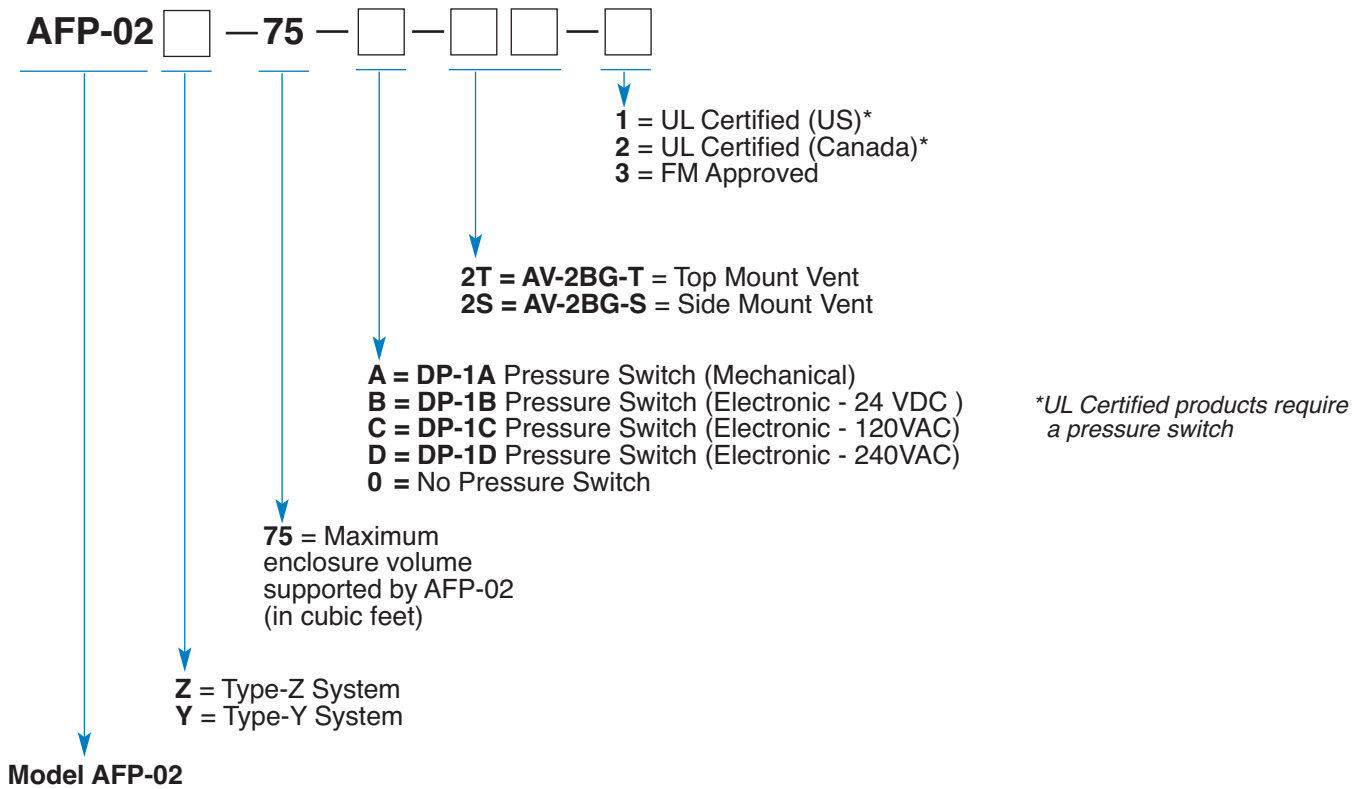 AFP-02 — 75 — — —
1 = UL Certified (US)*
2 = UL Certified (Canada)*
3 = FM Approved
2T = AV-2BG-T = Top Mount Vent
2S = AV-2BG-S = Side Mount Vent
A = DP-1A Pressure Switch (Mechanical)
B = DP-1B Pressure Switch (Electronic - 24 VDC )
C = DP-1C Pressure Switch (Electronic - 120VAC)
D = DP-1D Pressure Switch (Electronic - 240VAC)
0 = No Pressure Switch
*UL Certified products require
a pressure switch
75 = Maximum
enclosure volume
supported by AFP-02
(in cubic feet)
Z = Type-Z System
Y = Type-Y System
Model AFP-02